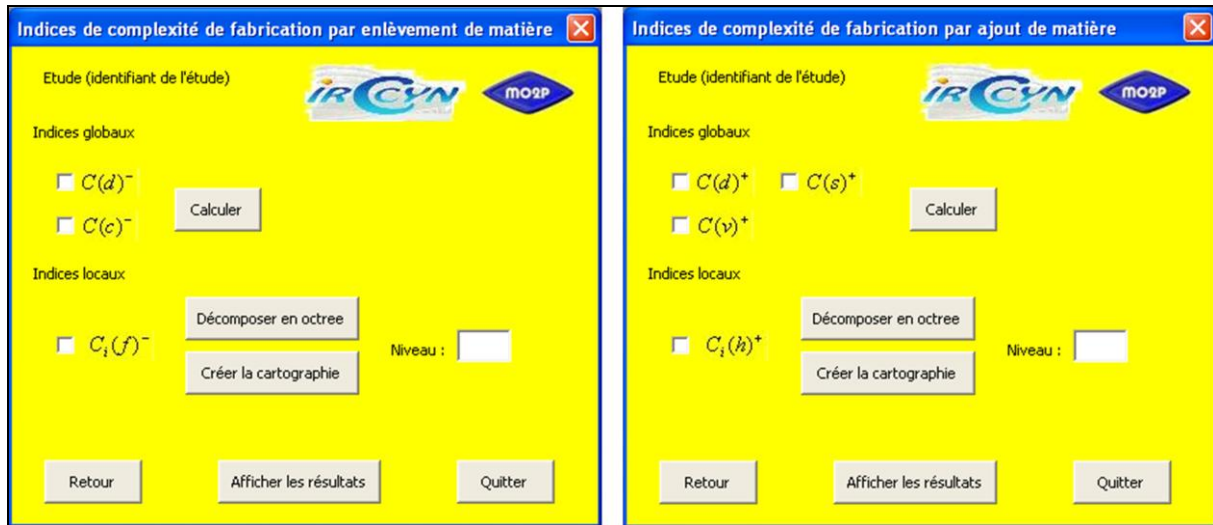 Indices de complexité de fabrication par enlèvement de matière
Etude (identifiant de l'étude)
IRCCyN
MO2P
Indices globaux
C(d)⁻
C(c)⁻
Calculer
Indices locaux
Cᵢ(f)⁻
Décomposer en octree
Créer la cartographie
Niveau :
Retour
Afficher les résultats
Quitter
Indices de complexité de fabrication par ajout de matière
Etude (identifiant de l'étude)
IRCCyN
MO2P
Indices globaux
C(d)⁺ C(s)⁺
C(v)⁺
Calculer
Indices locaux
Cᵢ(h)⁺
Décomposer en octree
Créer la cartographie
Niveau :
Retour
Afficher les résultats
Quitter